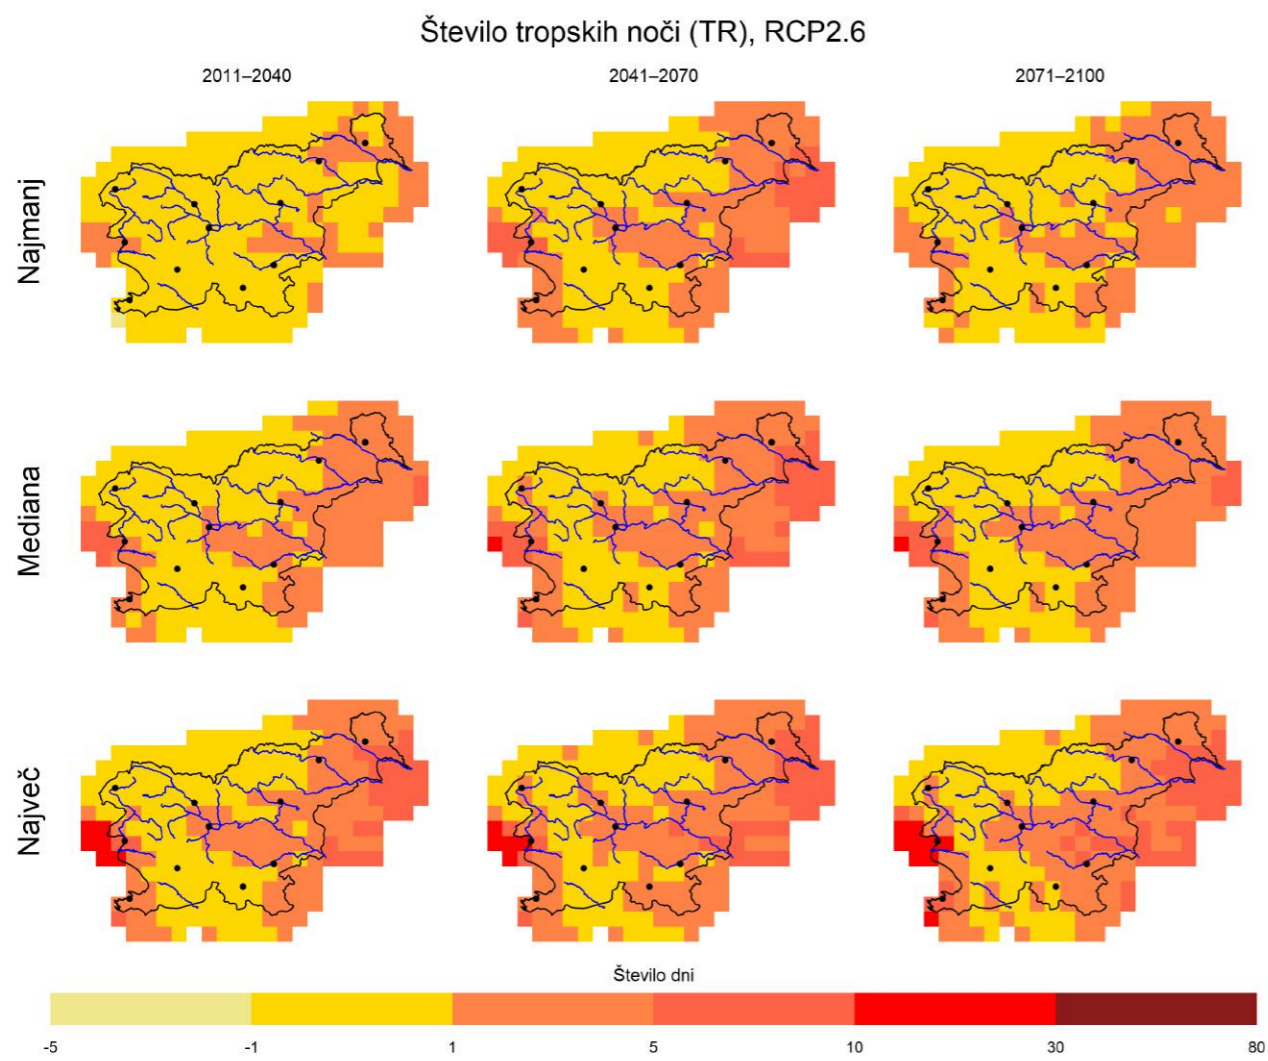 Število tropskih noči (TR), RCP2.6
2011–2040
2041–2070
2071–2100
Najmanj
Mediana
Največ
Število dni
-5 -1 1 5 10 30 80